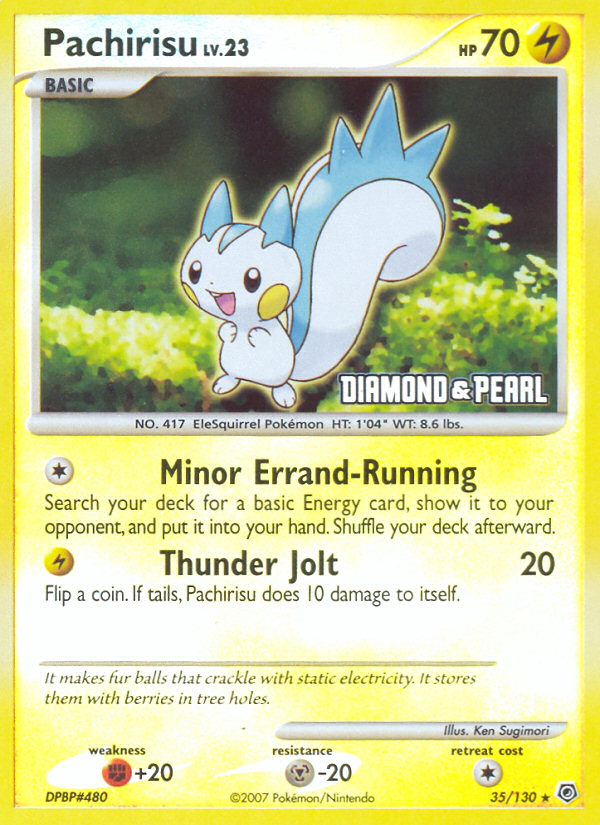 Pachirisu LV.23 HP 70
BASIC
DIAMOND & PEARL
NO. 417 EleSquirrel Pokémon HT: 1'04" WT: 8.6 lbs.
Minor Errand-Running
Search your deck for a basic Energy card, show it to your
opponent, and put it into your hand. Shuffle your deck afterward.
Thunder Jolt 20
Flip a coin. If tails, Pachirisu does 10 damage to itself.
It makes fur balls that crackle with static electricity. It stores
them with berries in tree holes.
Illus. Ken Sugimori
weakness resistance retreat cost
+20 -20
DPBP#480 ©2007 Pokémon/Nintendo 35/130 ★